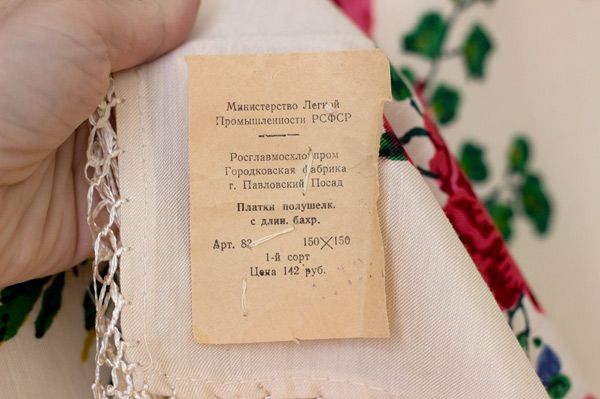 Министерство Легкой
Промышленности РСФСР
Росглавмосхлопром
Городковская фабрика
г. Павловский Посад
Платки полушелк.
с длин. бахр.
Арт. 150×150
1-й сорт
Цена 142 руб.